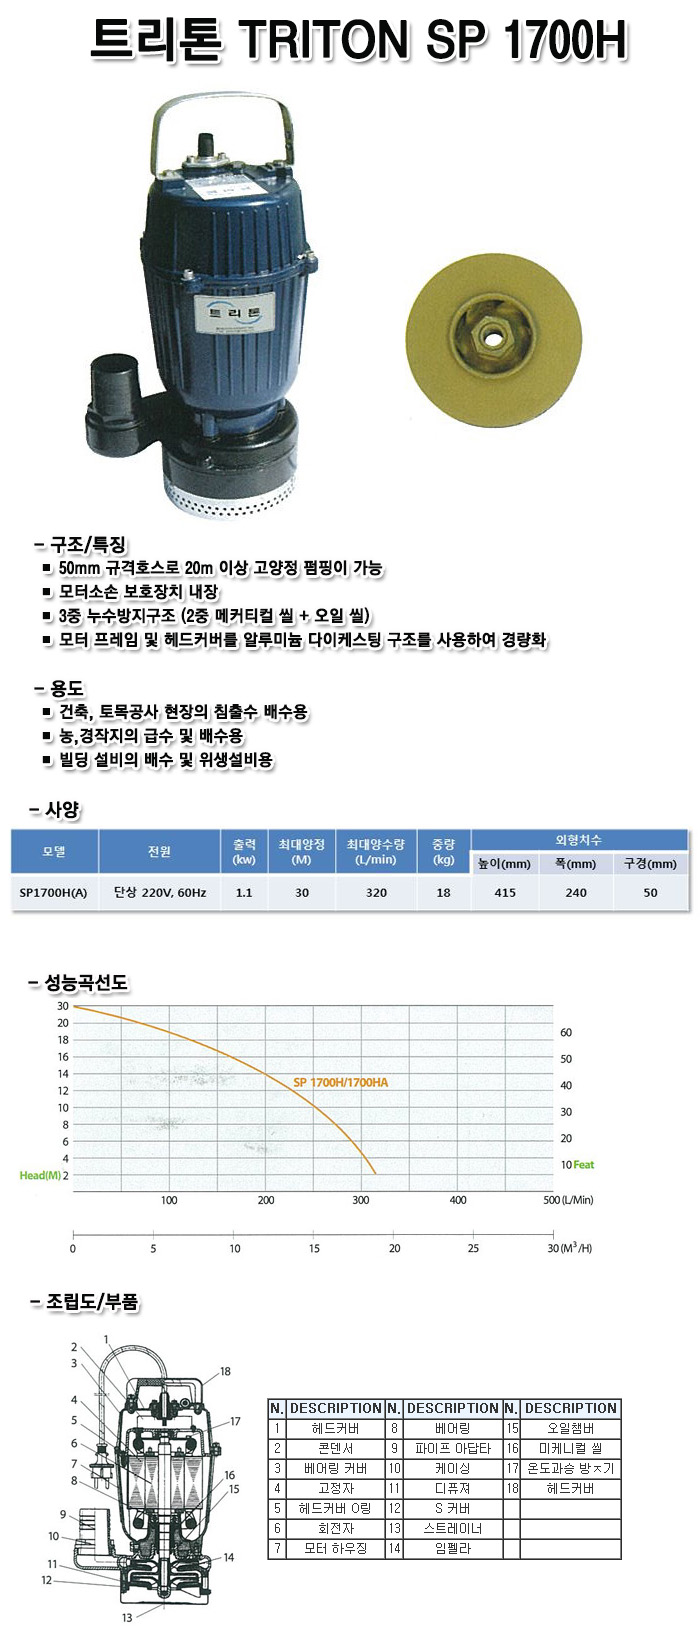 트리톤 TRITON SP 1700H
트리톤
- 구조/특징
■ 50mm 규격호스로 20m 이상 고양정 펌핑이 가능
■ 모터소손 보호장치 내장
■ 3중 누수방지구조 (2중 메커티컬 씰 + 오일 씰)
■ 모터 프레임 및 헤드커버를 알루미늄 다이케스팅 구조를 사용하여 경량화
- 용도
■ 건축, 토목공사 현장의 침출수 배수용
■ 농,경작지의 급수 및 배수용
■ 빌딩 설비의 배수 및 위생설비용
- 사양
모델 전원 출력 (kw) 최대양정 (M) 최대양수량 (L/min) 중량 (kg) 외형치수
높이(mm) 폭(mm) 구경(mm)
SP1700H(A) 단상 220V, 60Hz 1.1 30 320 18 415 240 50
- 성능곡선도
30
20
18
16
14
12
10
8
6
4
Head(M) 2
60
50
40
30
20
10 Feat
SP 1700H/1700HA
100 200 300 400 500 (L/Min)
0 5 10 15 20 25 30 (M³/H)
- 조립도/부품
1
2
3
4
5
6
7
8
9
10
11
12
13
14
15
16
17
18
N. DESCRIPTION N. DESCRIPTION N. DESCRIPTION
1 헤드커버 8 베어링 15 오일챔버
2 콘덴서 9 파이프 아답타 16 미케니컬 씰
3 베어링 커버 10 케이싱 17 온도과승 방ㅈ기
4 고정자 11 디퓨져 18 헤드커버
5 헤드커버 O링 12 S 커버
6 회전자 13 스트레이너
7 모터 하우징 14 임펠라